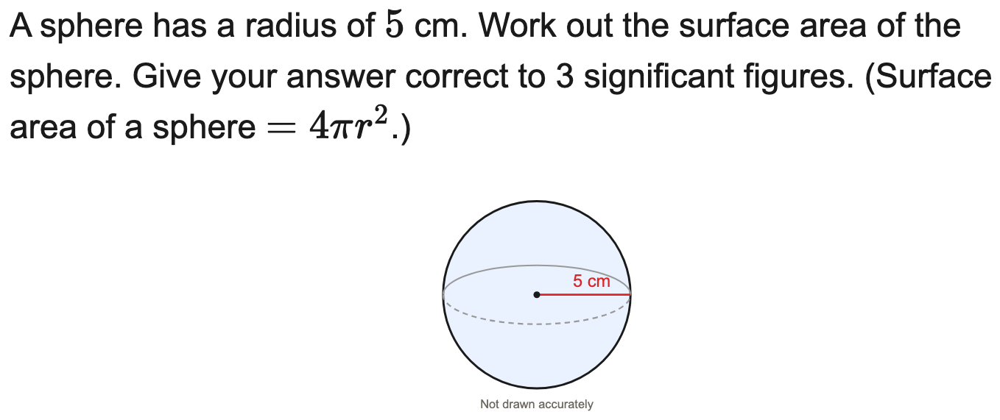 A sphere has a radius of 5 cm. Work out the surface area of the
sphere. Give your answer correct to 3 significant figures. (Surface
area of a sphere = 4πr².)
5 cm
Not drawn accurately